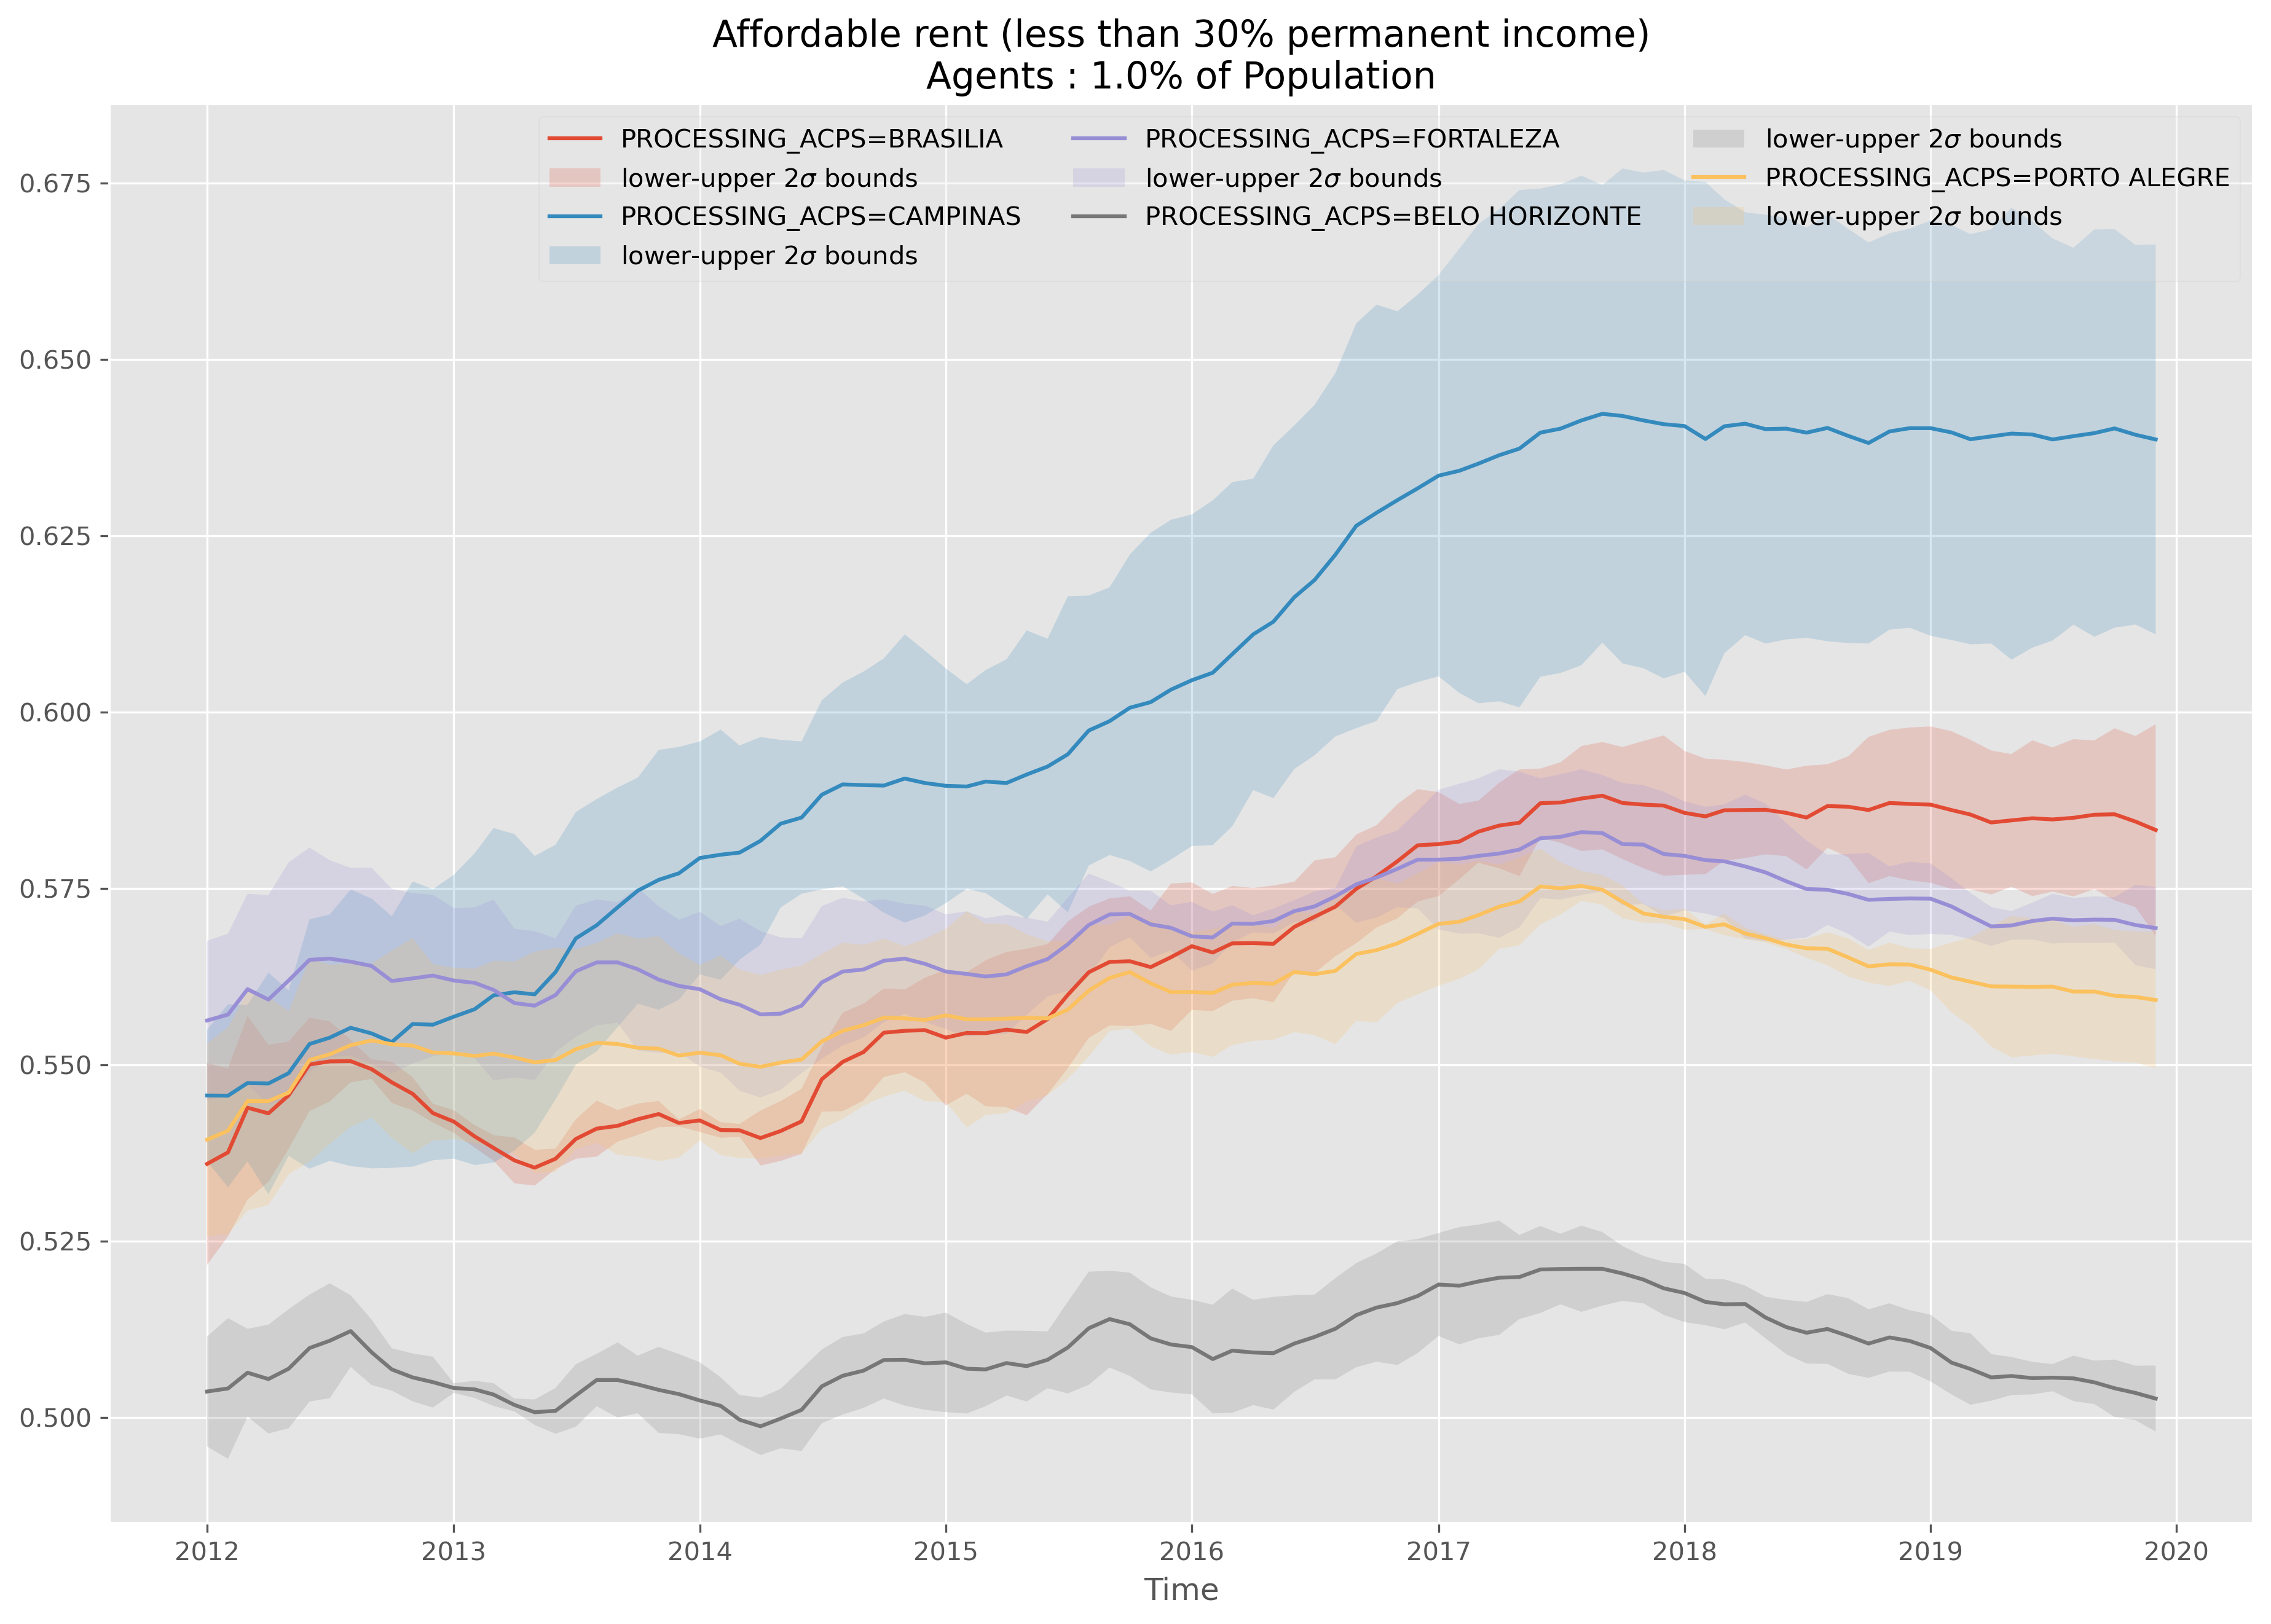 Affordable rent (less than 30% permanent income)
Agents : 1.0% of Population
PROCESSING_ACPS=BRASILIA
lower-upper 2σ bounds
PROCESSING_ACPS=CAMPINAS
lower-upper 2σ bounds
PROCESSING_ACPS=FORTALEZA
lower-upper 2σ bounds
PROCESSING_ACPS=BELO HORIZONTE
lower-upper 2σ bounds
PROCESSING_ACPS=PORTO ALEGRE
lower-upper 2σ bounds
0.675
0.650
0.625
0.600
0.575
0.550
0.525
0.500
2012 2013 2014 2015 2016 2017 2018 2019 2020
Time